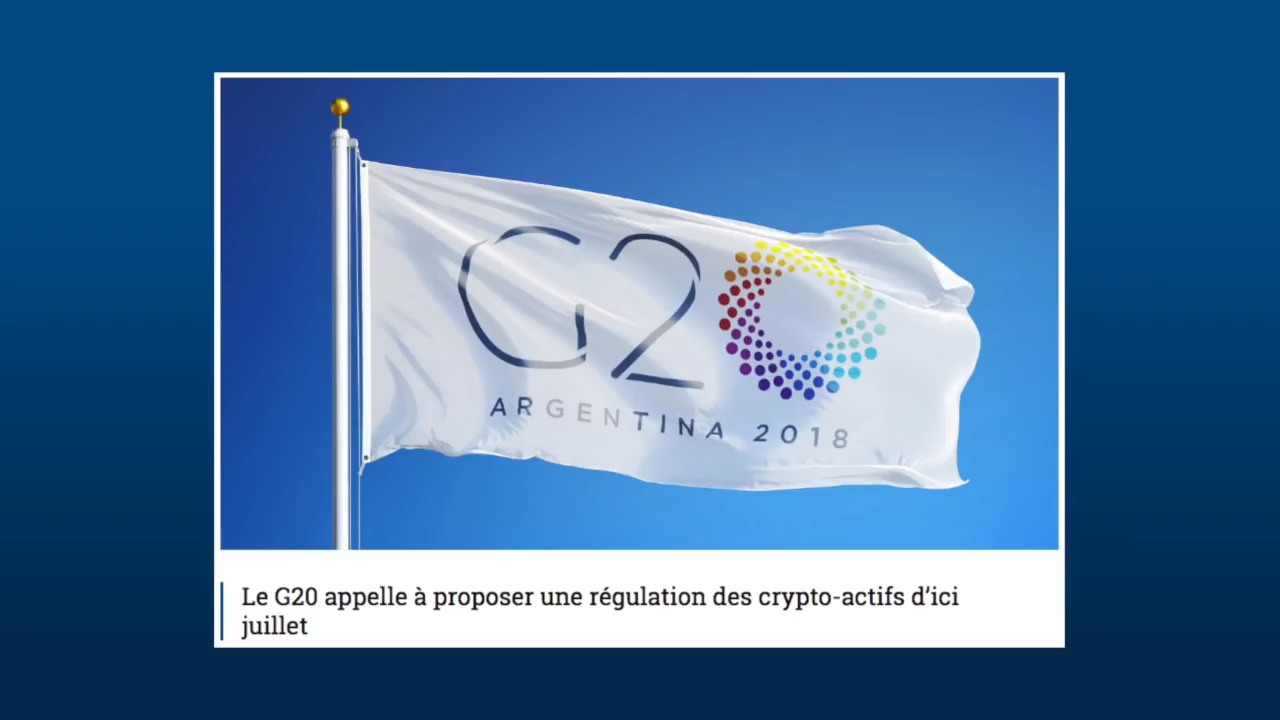 G20
ARGENTINA 2018
Le G20 appelle à proposer une régulation des crypto-actifs d’ici
juillet